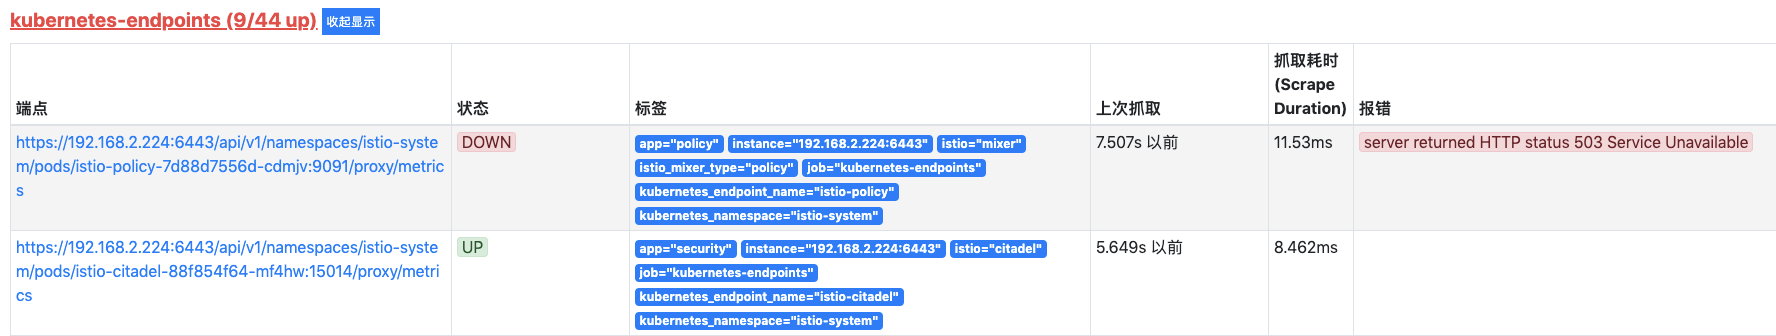 kubernetes-endpoints (9/44 up) 收起显示
端点 状态 标签 上次抓取 抓取耗时 (Scrape Duration) 报错
https://192.168.2.224:6443/api/v1/namespaces/istio-syste
m/pods/istio-policy-7d88d7556d-cdmjv:9091/proxy/metric
s
DOWN
app="policy" instance="192.168.2.224:6443" istio="mixer"
istio_mixer_type="policy" job="kubernetes-endpoints"
kubernetes_endpoint_name="istio-policy"
kubernetes_namespace="istio-system"
7.507s 以前
11.53ms
server returned HTTP status 503 Service Unavailable
https://192.168.2.224:6443/api/v1/namespaces/istio-syste
m/pods/istio-citadel-88f854f64-mf4hw:15014/proxy/metri
cs
UP
app="security" instance="192.168.2.224:6443" istio="citadel"
job="kubernetes-endpoints"
kubernetes_endpoint_name="istio-citadel"
kubernetes_namespace="istio-system"
5.649s 以前
8.462ms